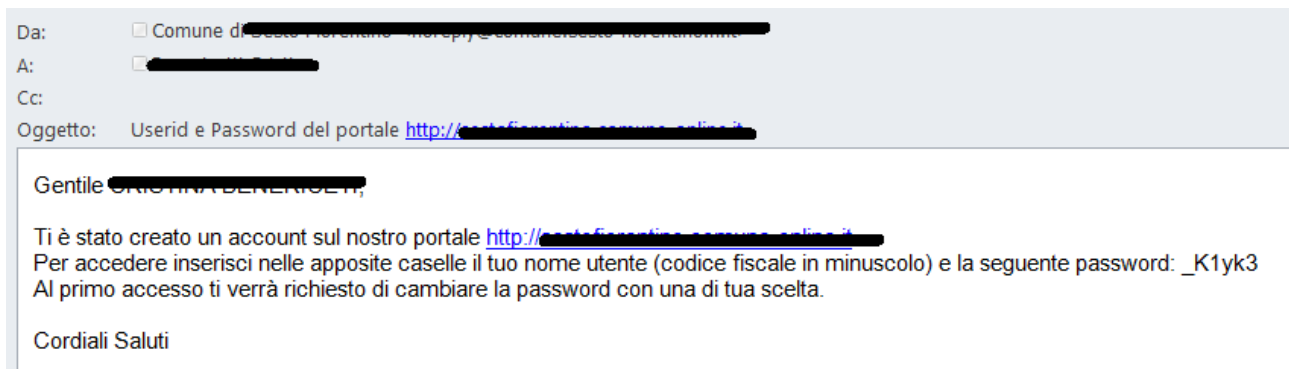 Da: Comune di
A:
Cc:
Oggetto: Userid e Password del portale http://
Gentile
Ti è stato creato un account sul nostro portale http://
Per accedere inserisci nelle apposite caselle il tuo nome utente (codice fiscale in minuscolo) e la seguente password: _K1yk3
Al primo accesso ti verrà richiesto di cambiare la password con una di tua scelta.
Cordiali Saluti